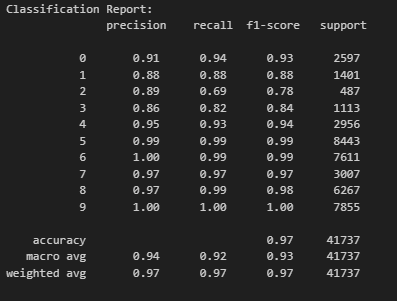 Classification Report:
precision recall f1-score support
0 0.91 0.94 0.93 2597
1 0.88 0.88 0.88 1401
2 0.89 0.69 0.78 487
3 0.86 0.82 0.84 1113
4 0.95 0.93 0.94 2956
5 0.99 0.99 0.99 8443
6 1.00 0.99 0.99 7611
7 0.97 0.97 0.97 3007
8 0.97 0.99 0.98 6267
9 1.00 1.00 1.00 7855
accuracy 0.97 41737
macro avg 0.94 0.92 0.93 41737
weighted avg 0.97 0.97 0.97 41737